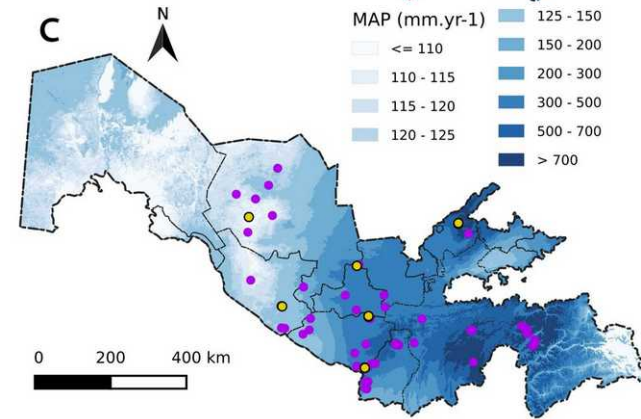 C
N
MAP (mm.yr-1)
<= 110
110 - 115
115 - 120
120 - 125
125 - 150
150 - 200
200 - 300
300 - 500
500 - 700
> 700
0 200 400 km